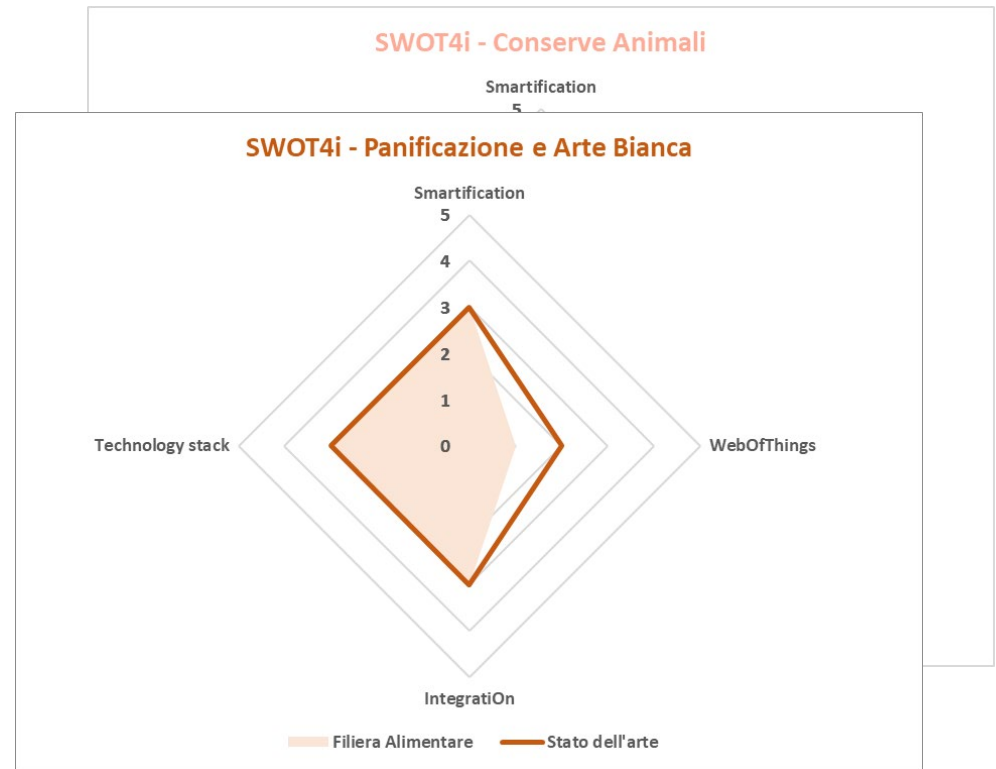 SWOT4i - Conserve Animali
Smartification
5
SWOT4i - Panificazione e Arte Bianca
Smartification
5
4
3
2
1
0
Technology stack
WebOfThings
IntegratiOn
Filiera Alimentare
Stato dell'arte